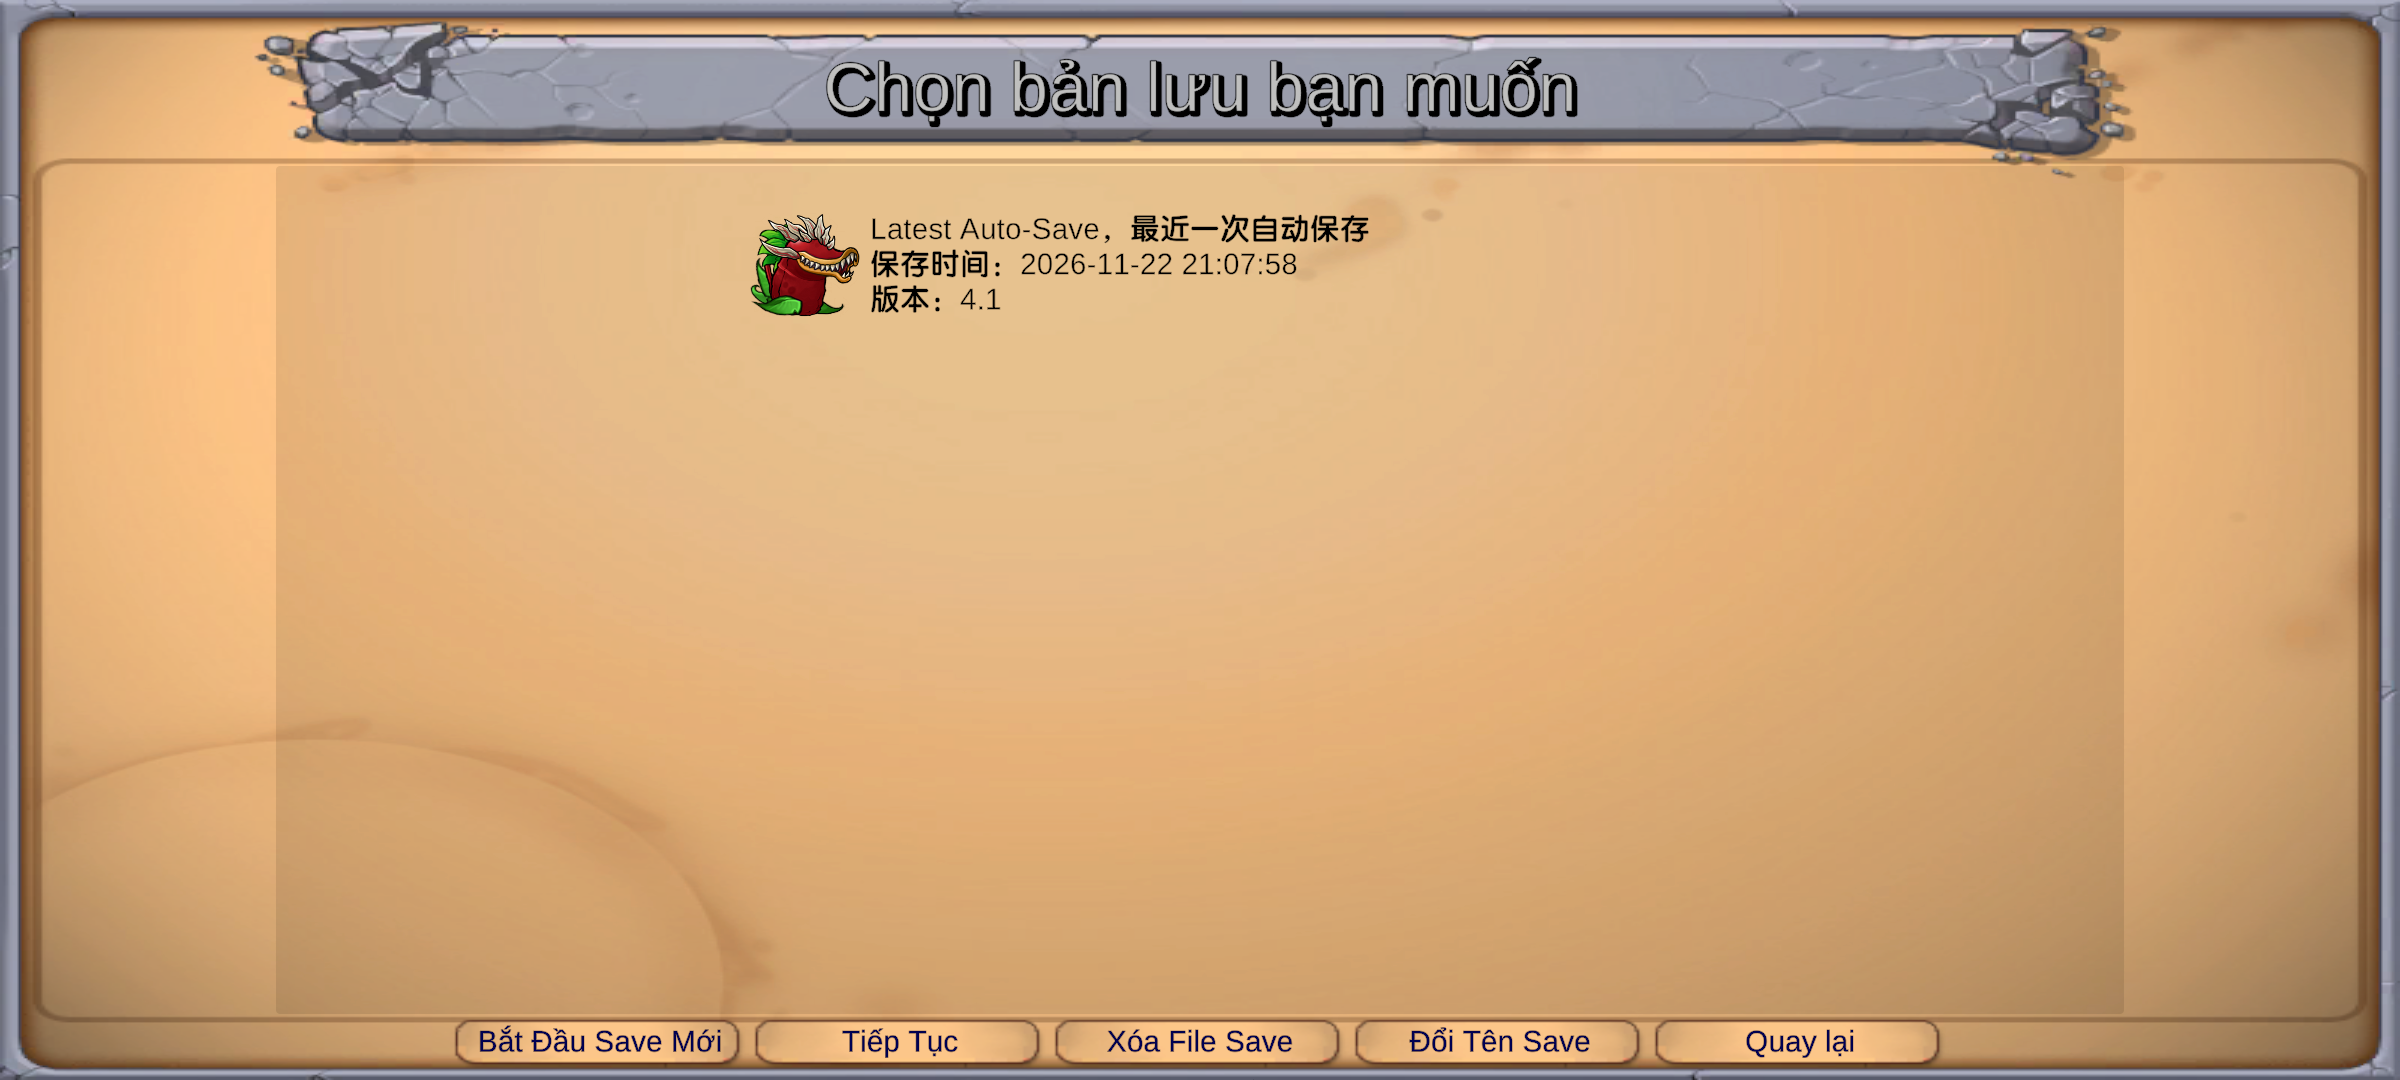 Chọn bản lưu bạn muốn
Latest Auto-Save，最近一次自动保存
保存时间：2026-11-22 21:07:58
版本：4.1
Bắt Đầu Save Mới
Tiếp Tục
Xóa File Save
Đổi Tên Save
Quay lại